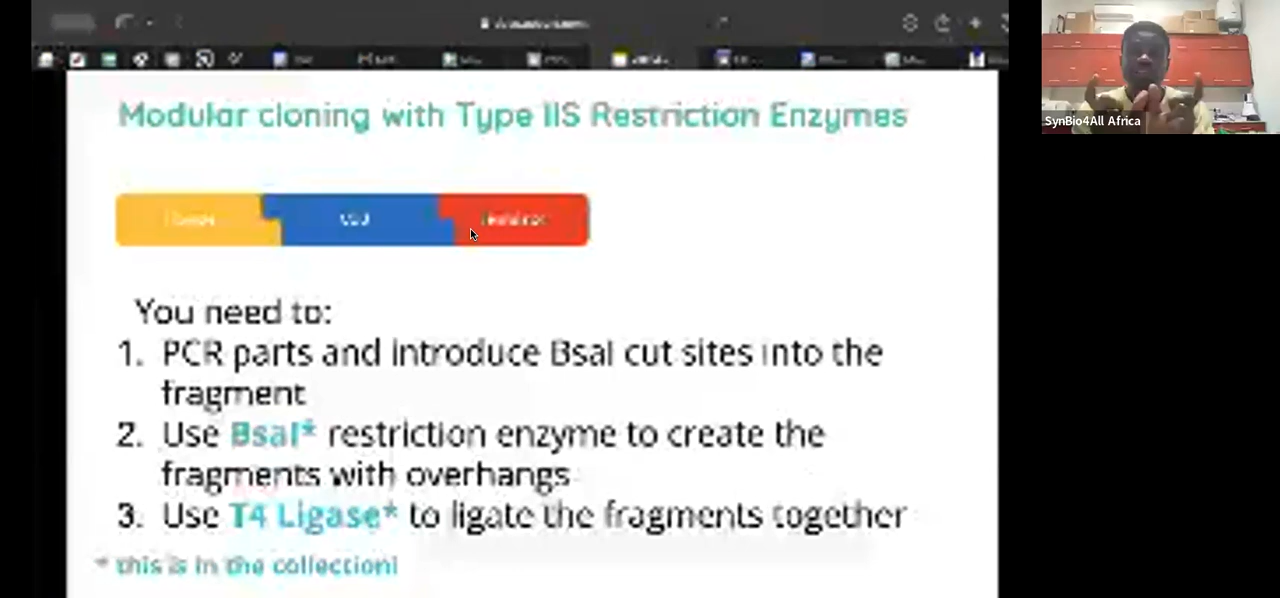 Modular cloning with Type IIS Restriction Enzymes
SynBio4All Africa
You need to:
1. PCR parts and introduce BsaI cut sites into the
fragment
2. Use BsaI* restriction enzyme to create the
fragments with overhangs
3. Use T4 Ligase* to ligate the fragments together
* this is in the collection!